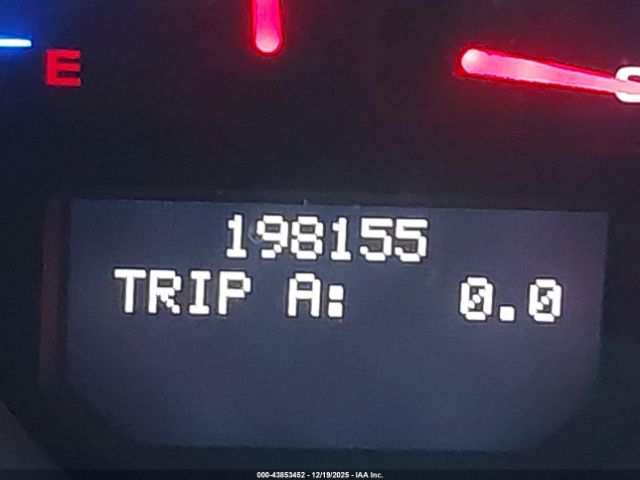 E
198155
TRIP A: 0.0
000-43853452 - 12/19/2025 - IAA Inc.